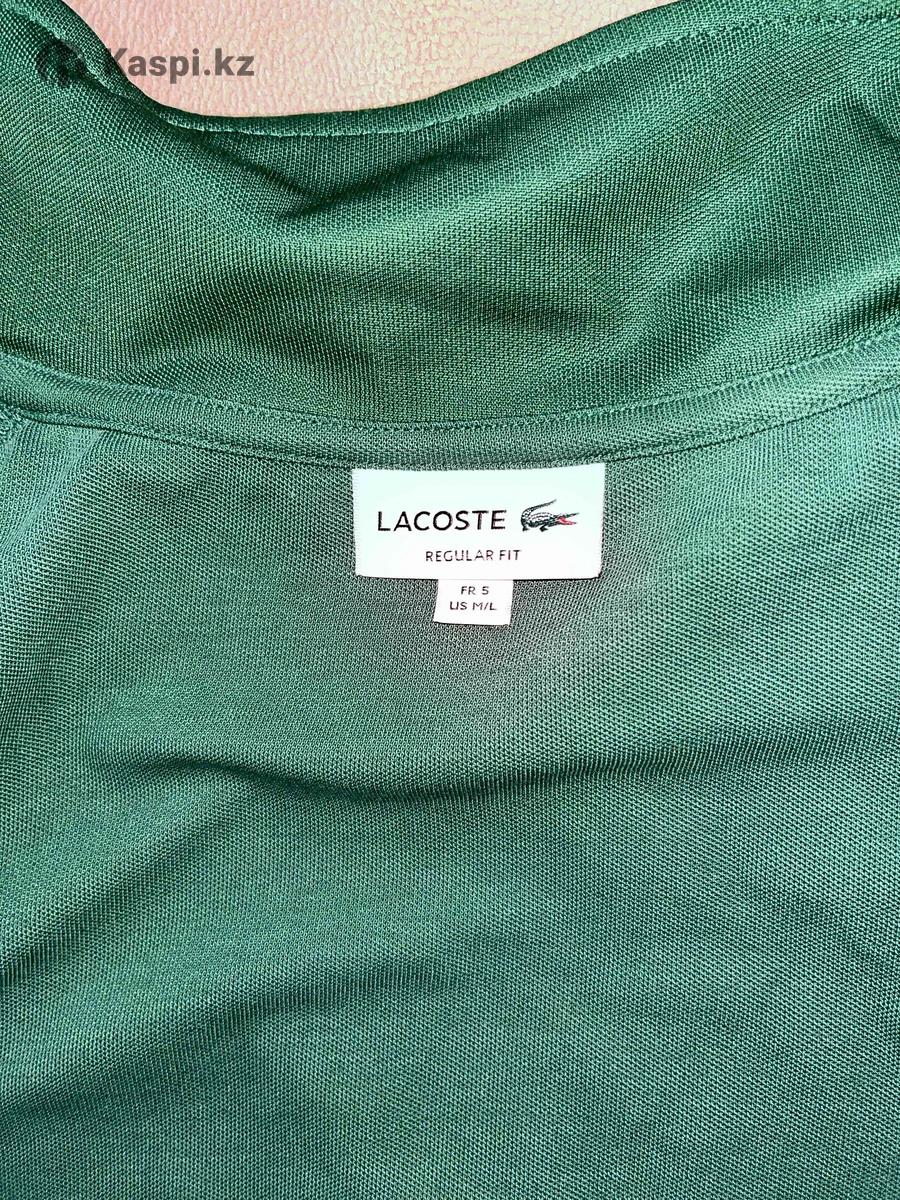 Kaspi.kz
LACOSTE
REGULAR FIT
FR 5
US M/L